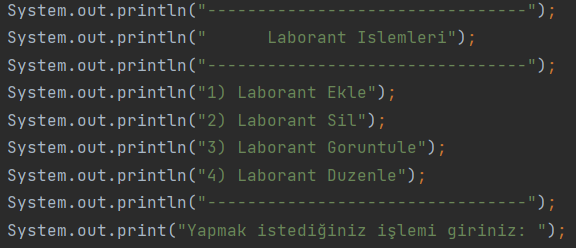 System.out.println("--------------------------------");
System.out.println("      Laborant Islemleri");
System.out.println("--------------------------------");
System.out.println("1) Laborant Ekle");
System.out.println("2) Laborant Sil");
System.out.println("3) Laborant Goruntule");
System.out.println("4) Laborant Duzenle");
System.out.println("--------------------------------");
System.out.print("Yapmak istediğiniz işlemi giriniz: ");